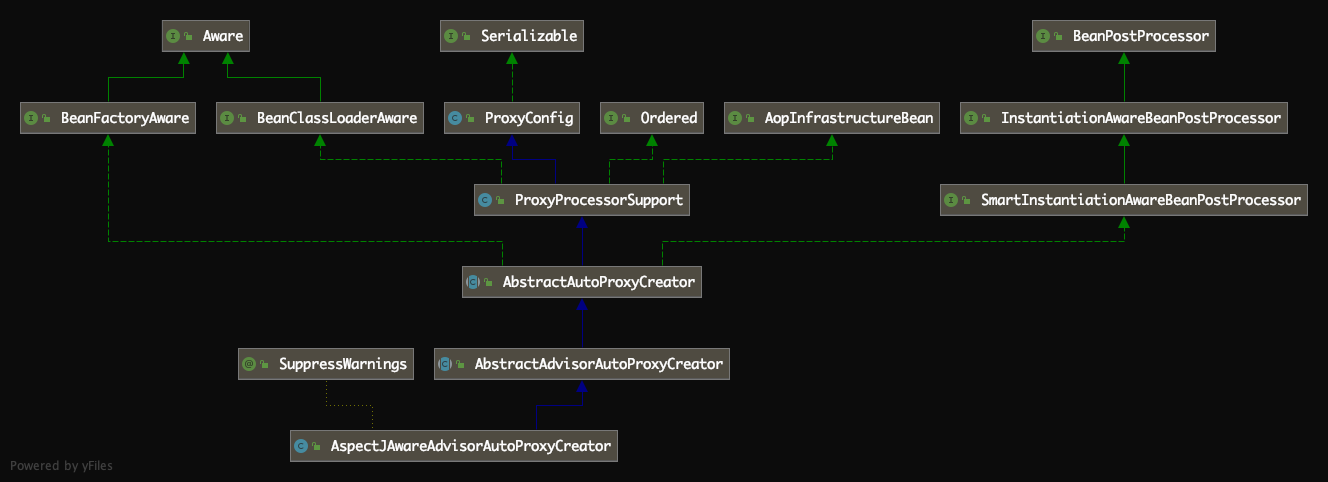 Aware
Serializable
BeanPostProcessor
BeanFactoryAware
BeanClassLoaderAware
ProxyConfig
Ordered
AopInfrastructureBean
InstantiationAwareBeanPostProcessor
ProxyProcessorSupport
SmartInstantiationAwareBeanPostProcessor
AbstractAutoProxyCreator
SuppressWarnings
AbstractAdvisorAutoProxyCreator
AspectJAwareAdvisorAutoProxyCreator
Powered by yFiles